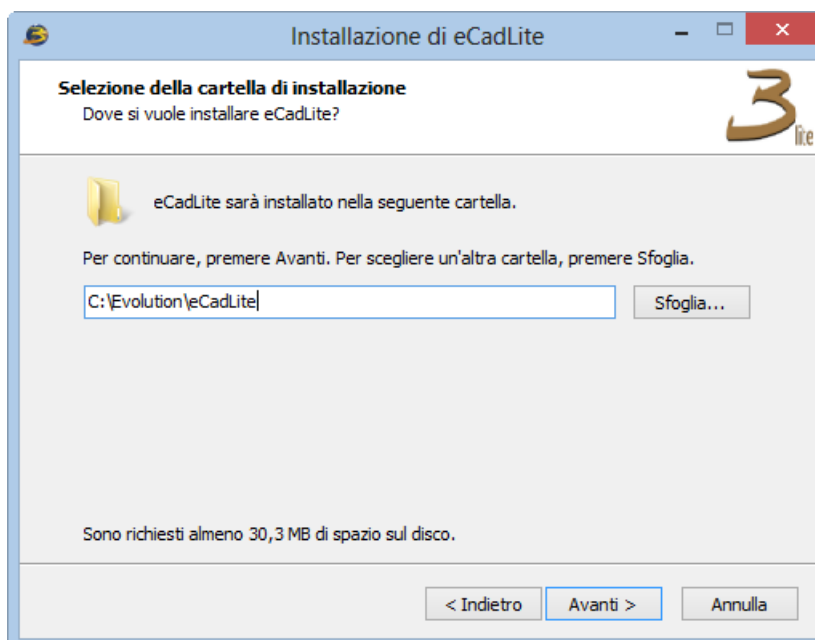 Installazione di eCadLite
Selezione della cartella di installazione
Dove si vuole installare eCadLite?
3
lite
eCadLite sarà installato nella seguente cartella.
Per continuare, premere Avanti. Per scegliere un'altra cartella, premere Sfoglia.
C:\Evolution\eCadLite
Sfoglia...
Sono richiesti almeno 30,3 MB di spazio sul disco.
< Indietro
Avanti >
Annulla